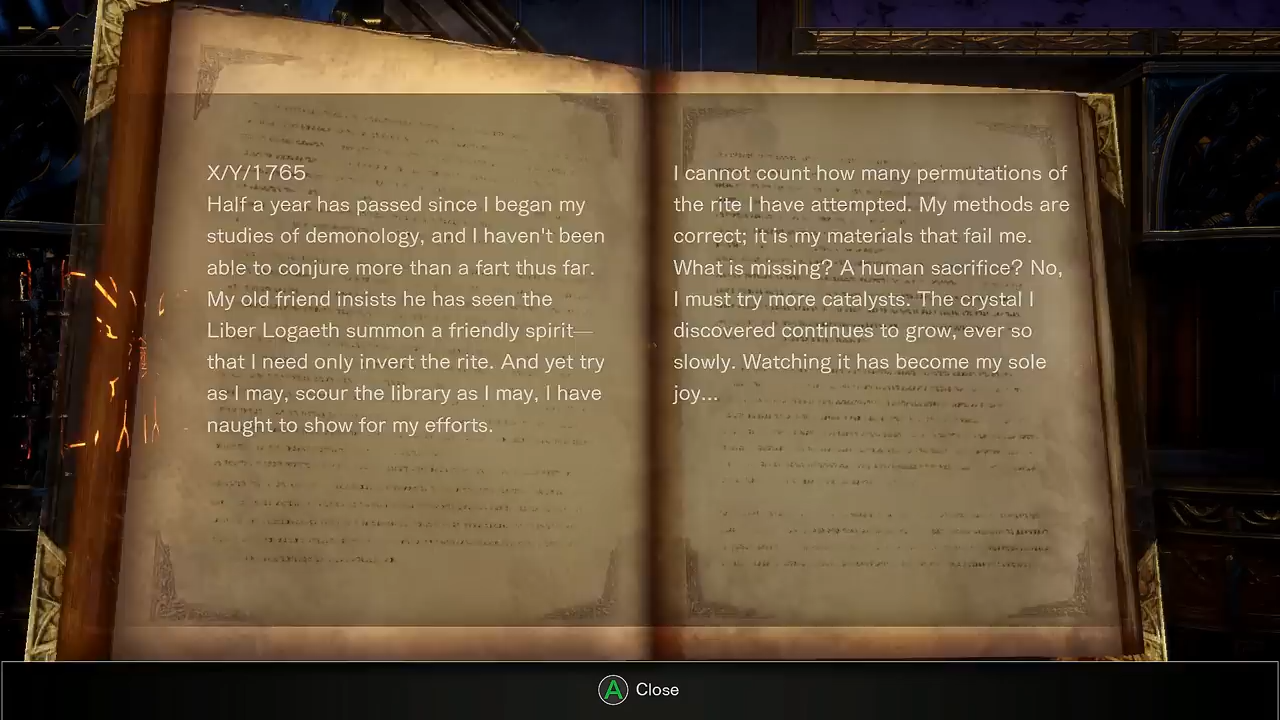 X/Y/1765
Half a year has passed since I began my
studies of demonology, and I haven't been
able to conjure more than a fart thus far.
My old friend insists he has seen the
Liber Logaeth summon a friendly spirit—
that I need only invert the rite. And yet try
as I may, scour the library as I may, I have
naught to show for my efforts.
I cannot count how many permutations of
the rite I have attempted. My methods are
correct; it is my materials that fail me.
What is missing? A human sacrifice? No,
I must try more catalysts. The crystal I
discovered continues to grow, ever so
slowly. Watching it has become my sole
joy...
A Close